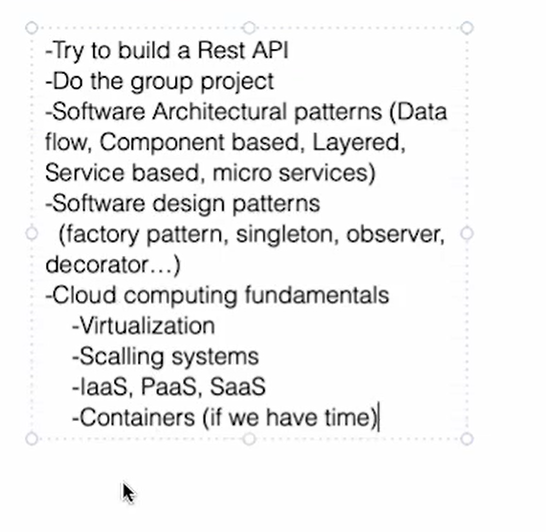 -Try to build a Rest API
-Do the group project
-Software Architectural patterns (Data
flow, Component based, Layered,
Service based, micro services)
-Software design patterns
(factory pattern, singleton, observer,
decorator...)
-Cloud computing fundamentals
-Virtualization
-Scalling systems
-IaaS, PaaS, SaaS
-Containers (if we have time)